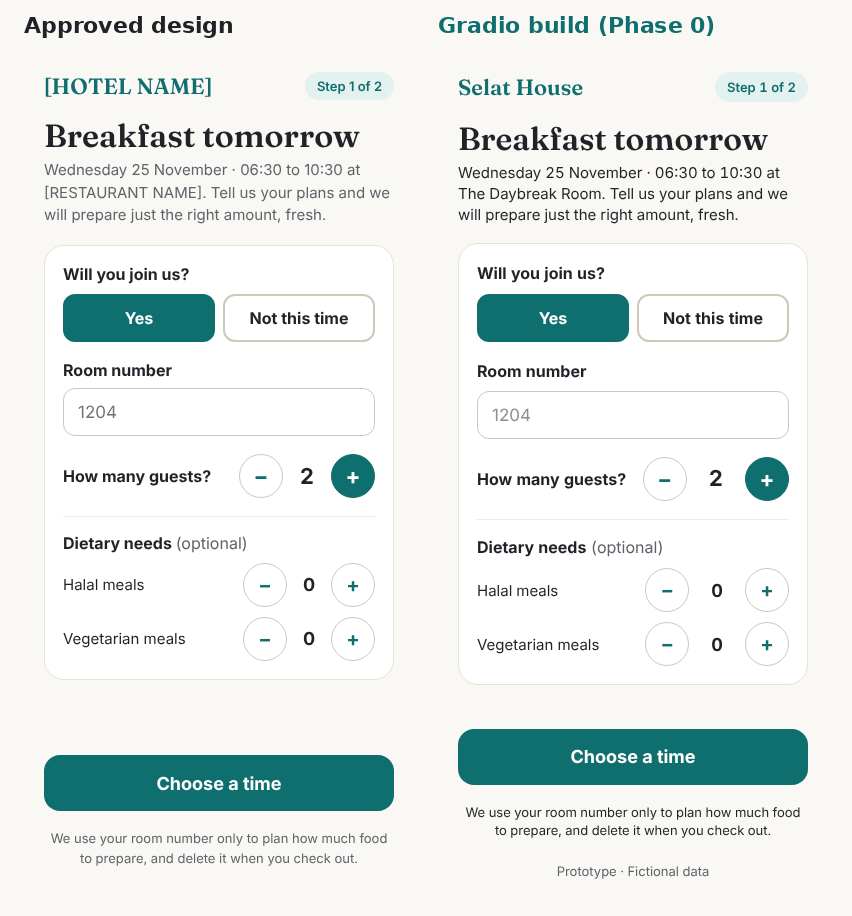 Approved design
[HOTEL NAME]
Step 1 of 2
Breakfast tomorrow
Wednesday 25 November · 06:30 to 10:30 at
[RESTAURANT NAME]. Tell us your plans and we
will prepare just the right amount, fresh.
Will you join us?
Yes
Not this time
Room number
1204
How many guests?
− 2 +
Dietary needs (optional)
Halal meals
− 0 +
Vegetarian meals
− 0 +
Choose a time
We use your room number only to plan how much food
to prepare, and delete it when you check out.
Gradio build (Phase 0)
Selat House
Step 1 of 2
Breakfast tomorrow
Wednesday 25 November · 06:30 to 10:30 at
The Daybreak Room. Tell us your plans and we
will prepare just the right amount, fresh.
Will you join us?
Yes
Not this time
Room number
1204
How many guests?
− 2 +
Dietary needs (optional)
Halal meals
− 0 +
Vegetarian meals
− 0 +
Choose a time
We use your room number only to plan how much food
to prepare, and delete it when you check out.
Prototype · Fictional data